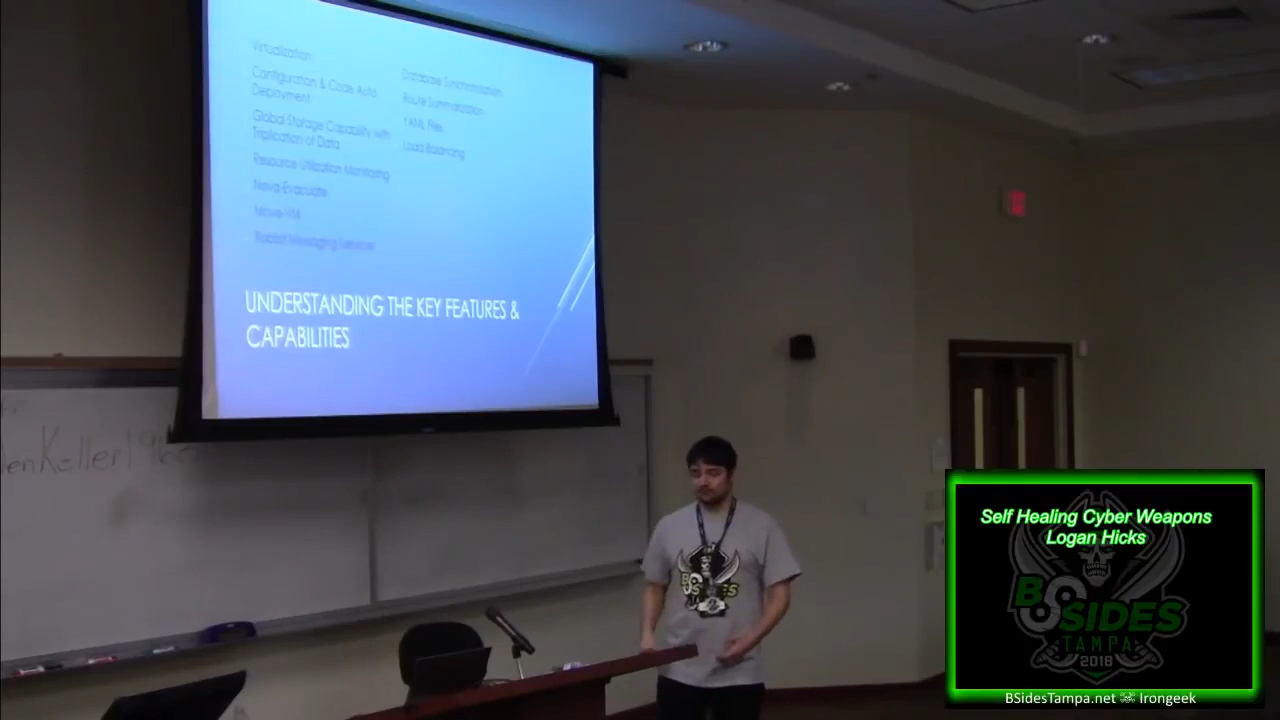 Virtualization
Configuration & Code Auto
Deployment
Global Storage Capability with
Triplication of Data
Resource Utilization Monitoring
Nova-Evacuate
Move-VM
Rabbit Messaging Services
Database Synchronization
Route Summarization
YAML Files
Load Balancing
UNDERSTANDING THE KEY FEATURES &
CAPABILITIES
BSIDES
Self Healing Cyber Weapons
Logan Hicks
BSIDES
TAMPA
2018
BSidesTampa.net Irongeek